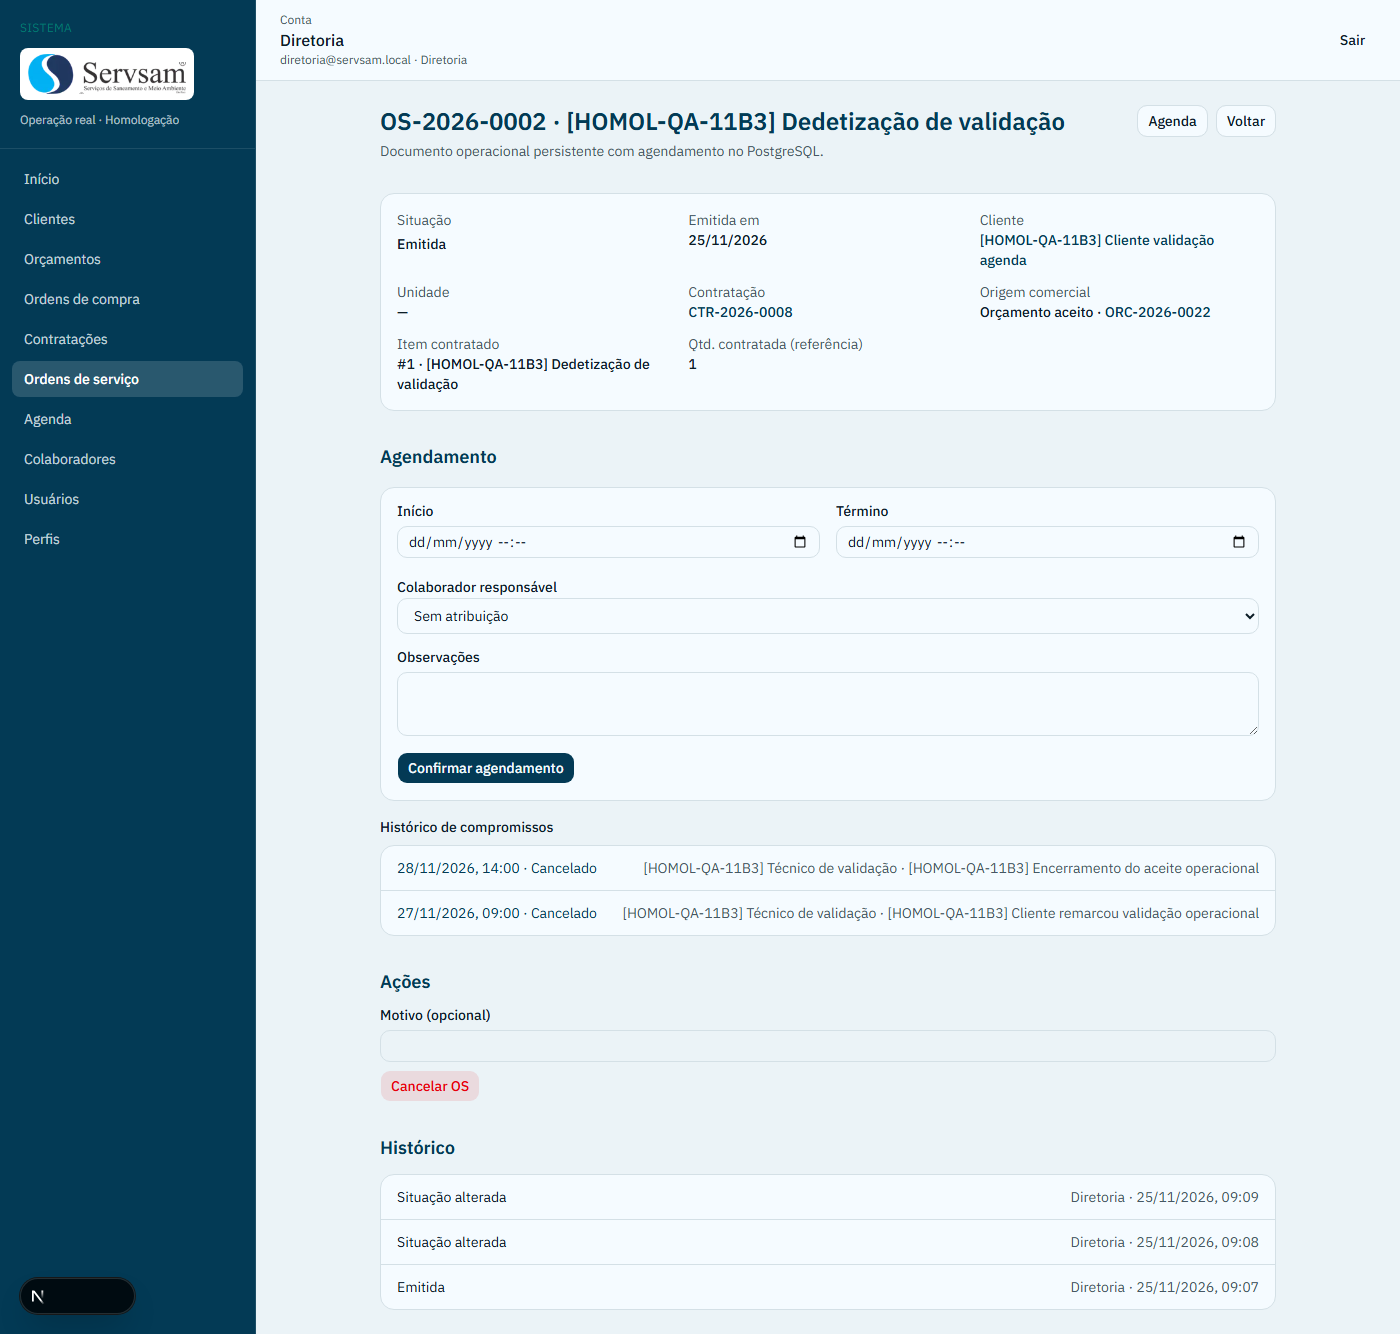 SISTEMA
Servsam
Serviços de Saneamento e Meio Ambiente
Operação real · Homologação
Início
Clientes
Orçamentos
Ordens de compra
Contratações
Ordens de serviço
Agenda
Colaboradores
Usuários
Perfis
Conta
Diretoria
diretoria@servsam.local · Diretoria
Sair
OS-2026-0002 · [HOMOL-QA-11B3] Dedetização de validação
Agenda
Voltar
Documento operacional persistente com agendamento no PostgreSQL.
Situação
Emitida
Emitida em
25/11/2026
Cliente
[HOMOL-QA-11B3] Cliente validação
agenda
Unidade
—
Contratação
CTR-2026-0008
Origem comercial
Orçamento aceito · ORC-2026-0022
Item contratado
#1 · [HOMOL-QA-11B3] Dedetização de
validação
Qtd. contratada (referência)
1
Agendamento
Início
dd/mm/yyyy --:--
Término
dd/mm/yyyy --:--
Colaborador responsável
Sem atribuição
Observações
Confirmar agendamento
Histórico de compromissos
28/11/2026, 14:00 · Cancelado [HOMOL-QA-11B3] Técnico de validação · [HOMOL-QA-11B3] Encerramento do aceite operacional
27/11/2026, 09:00 · Cancelado [HOMOL-QA-11B3] Técnico de validação · [HOMOL-QA-11B3] Cliente remarcou validação operacional
Ações
Motivo (opcional)
Cancelar OS
Histórico
Situação alterada Diretoria · 25/11/2026, 09:09
Situação alterada Diretoria · 25/11/2026, 09:08
Emitida Diretoria · 25/11/2026, 09:07
N